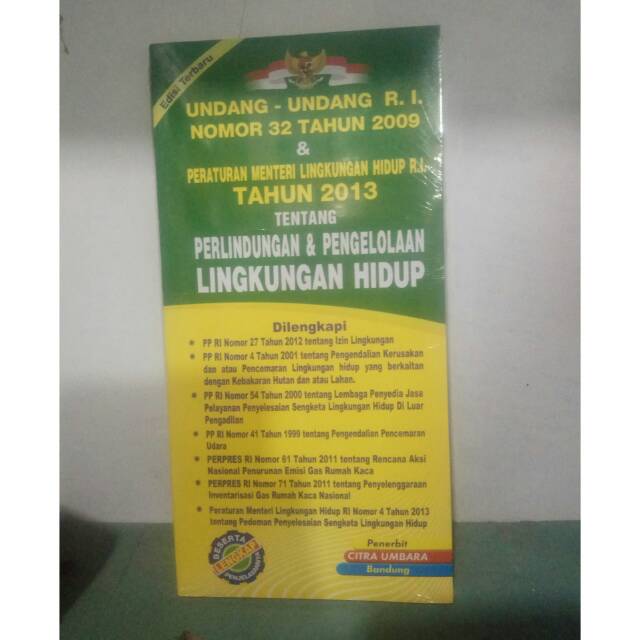 Edisi Terbaru
UNDANG - UNDANG R. I.
NOMOR 32 TAHUN 2009
&
PERATURAN MENTERI LINGKUNGAN HIDUP R.I.
TAHUN 2013
TENTANG
PERLINDUNGAN & PENGELOLAAN
LINGKUNGAN HIDUP
Dilengkapi
• PP RI Nomor 27 Tahun 2012 tentang Izin Lingkungan
• PP RI Nomor 4 Tahun 2001 tentang Pengendalian Kerusakan
dan atau Pencemaran Lingkungan hidup yang berkaitan
dengan Kebakaran Hutan dan atau Lahan.
• PP RI Nomor 54 Tahun 2000 tentang Lembaga Penyedia Jasa
Pelayanan Penyelesaian Sengketa Lingkungan Hidup Di Luar
Pengadilan
• PP RI Nomor 41 Tahun 1999 tentang Pengendalian Pencemaran
Udara
• PERPRES RI Nomor 61 Tahun 2011 tentang Rencana Aksi
Nasional Penurunan Emisi Gas Rumah Kaca
• PERPRES RI Nomor 71 Tahun 2011 tentang Penyelenggaraan
Inventarisasi Gas Rumah Kaca Nasional
• Peraturan Menteri Lingkungan Hidup RI Nomor 4 Tahun 2013
tentang Pedoman Penyelesaian Sengketa Lingkungan Hidup
BESERTA
LENGKAP
PENJELASANNYA
Penerbit
CITRA UMBARA
Bandung